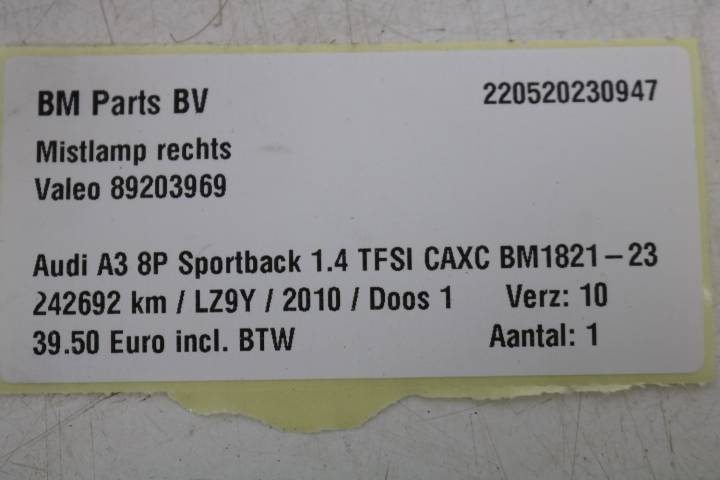 BM Parts BV 220520230947
Mistlamp rechts
Valeo 89203969
Audi A3 8P Sportback 1.4 TFSI CAXC BM1821-23
242692 km / LZ9Y / 2010 / Doos 1 Verz: 10
39.50 Euro incl. BTW Aantal: 1